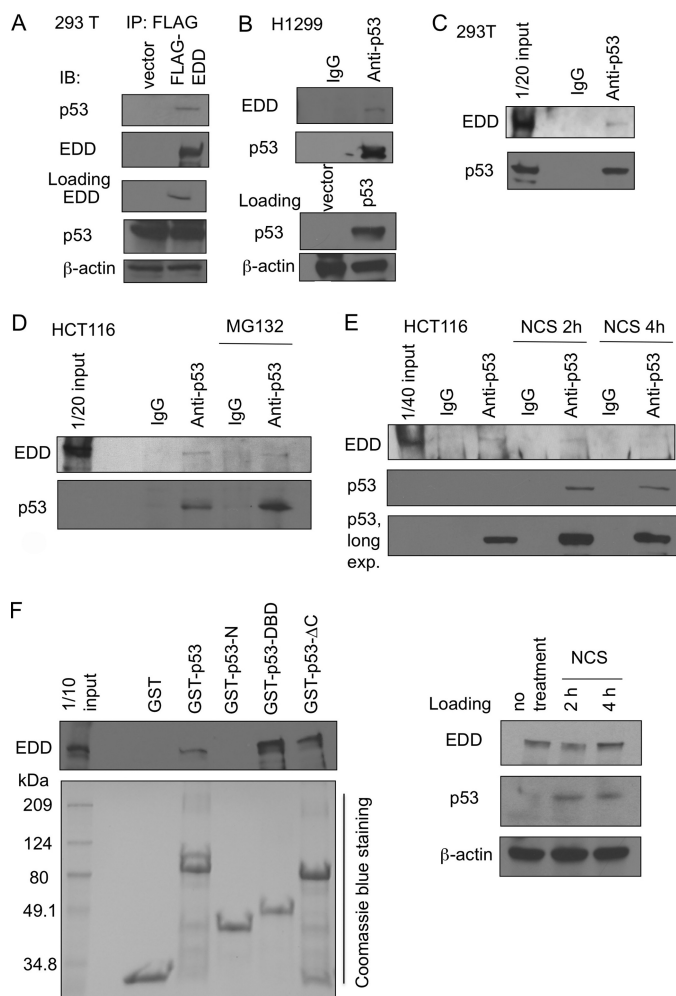 A 293 T IP: FLAG
vector
FLAG-
EDD
IB:
p53
EDD
Loading
EDD
p53
β-actin
B H1299
IgG
Anti-p53
EDD
p53
Loading
vector
p53
p53
β-actin
C 293T
1/20 input
IgG
Anti-p53
EDD
p53
D HCT116 MG132
1/20 input
IgG
Anti-p53
IgG
Anti-p53
EDD
p53
E HCT116 NCS 2h NCS 4h
1/40 input
IgG
Anti-p53
IgG
Anti-p53
IgG
Anti-p53
EDD
p53
p53,
long
exp.
F
1/10
input
GST
GST-p53
GST-p53-N
GST-p53-DBD
GST-p53-ΔC
EDD
kDa
209
124
80
49.1
34.8
Coomassie blue staining
NCS
Loading
no
treatment
2 h
4 h
EDD
p53
β-actin